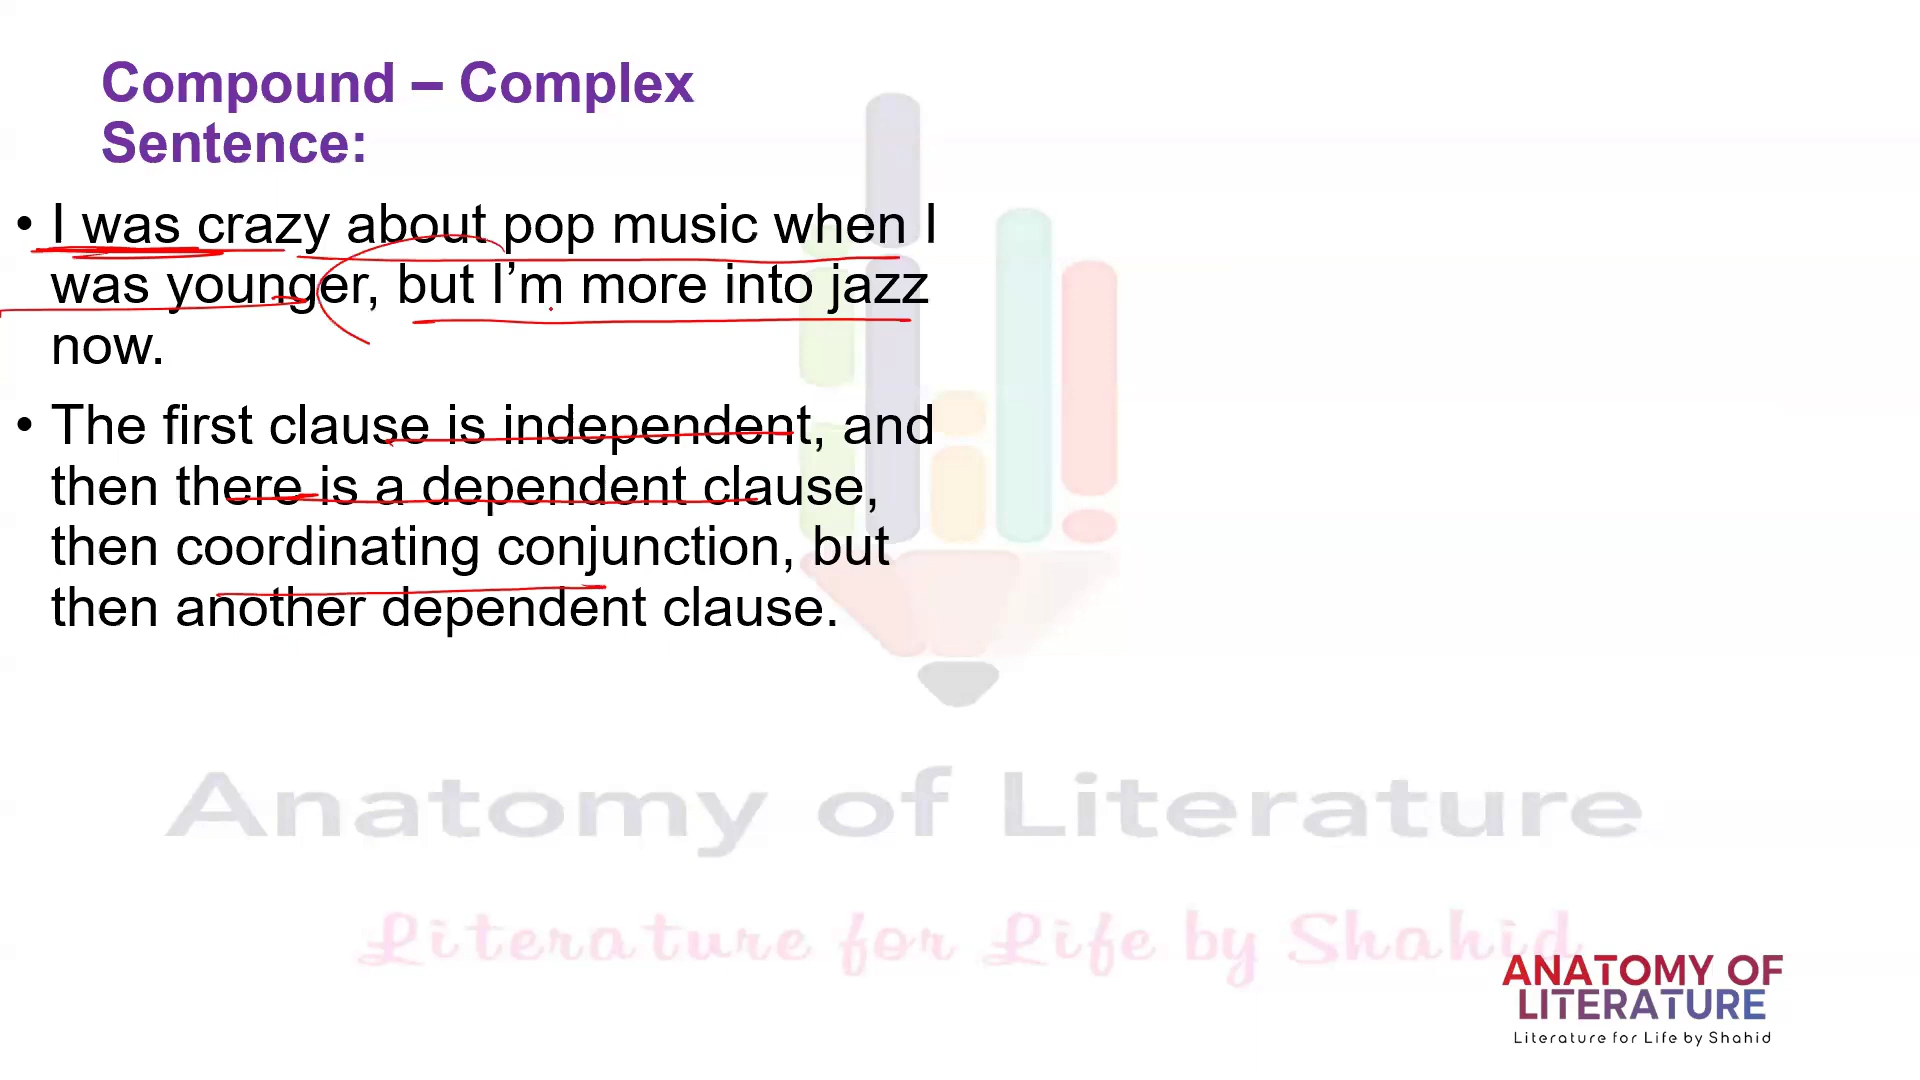 Compound – Complex
Sentence:
• I was crazy about pop music when I
was younger, but I’m more into jazz
now.
• The first clause is independent, and
then there is a dependent clause,
then coordinating conjunction, but
then another dependent clause.
Anatomy of Literature
Literature for Life by Shahid
ANATOMY OF
LITERATURE
Literature for Life by Shahid